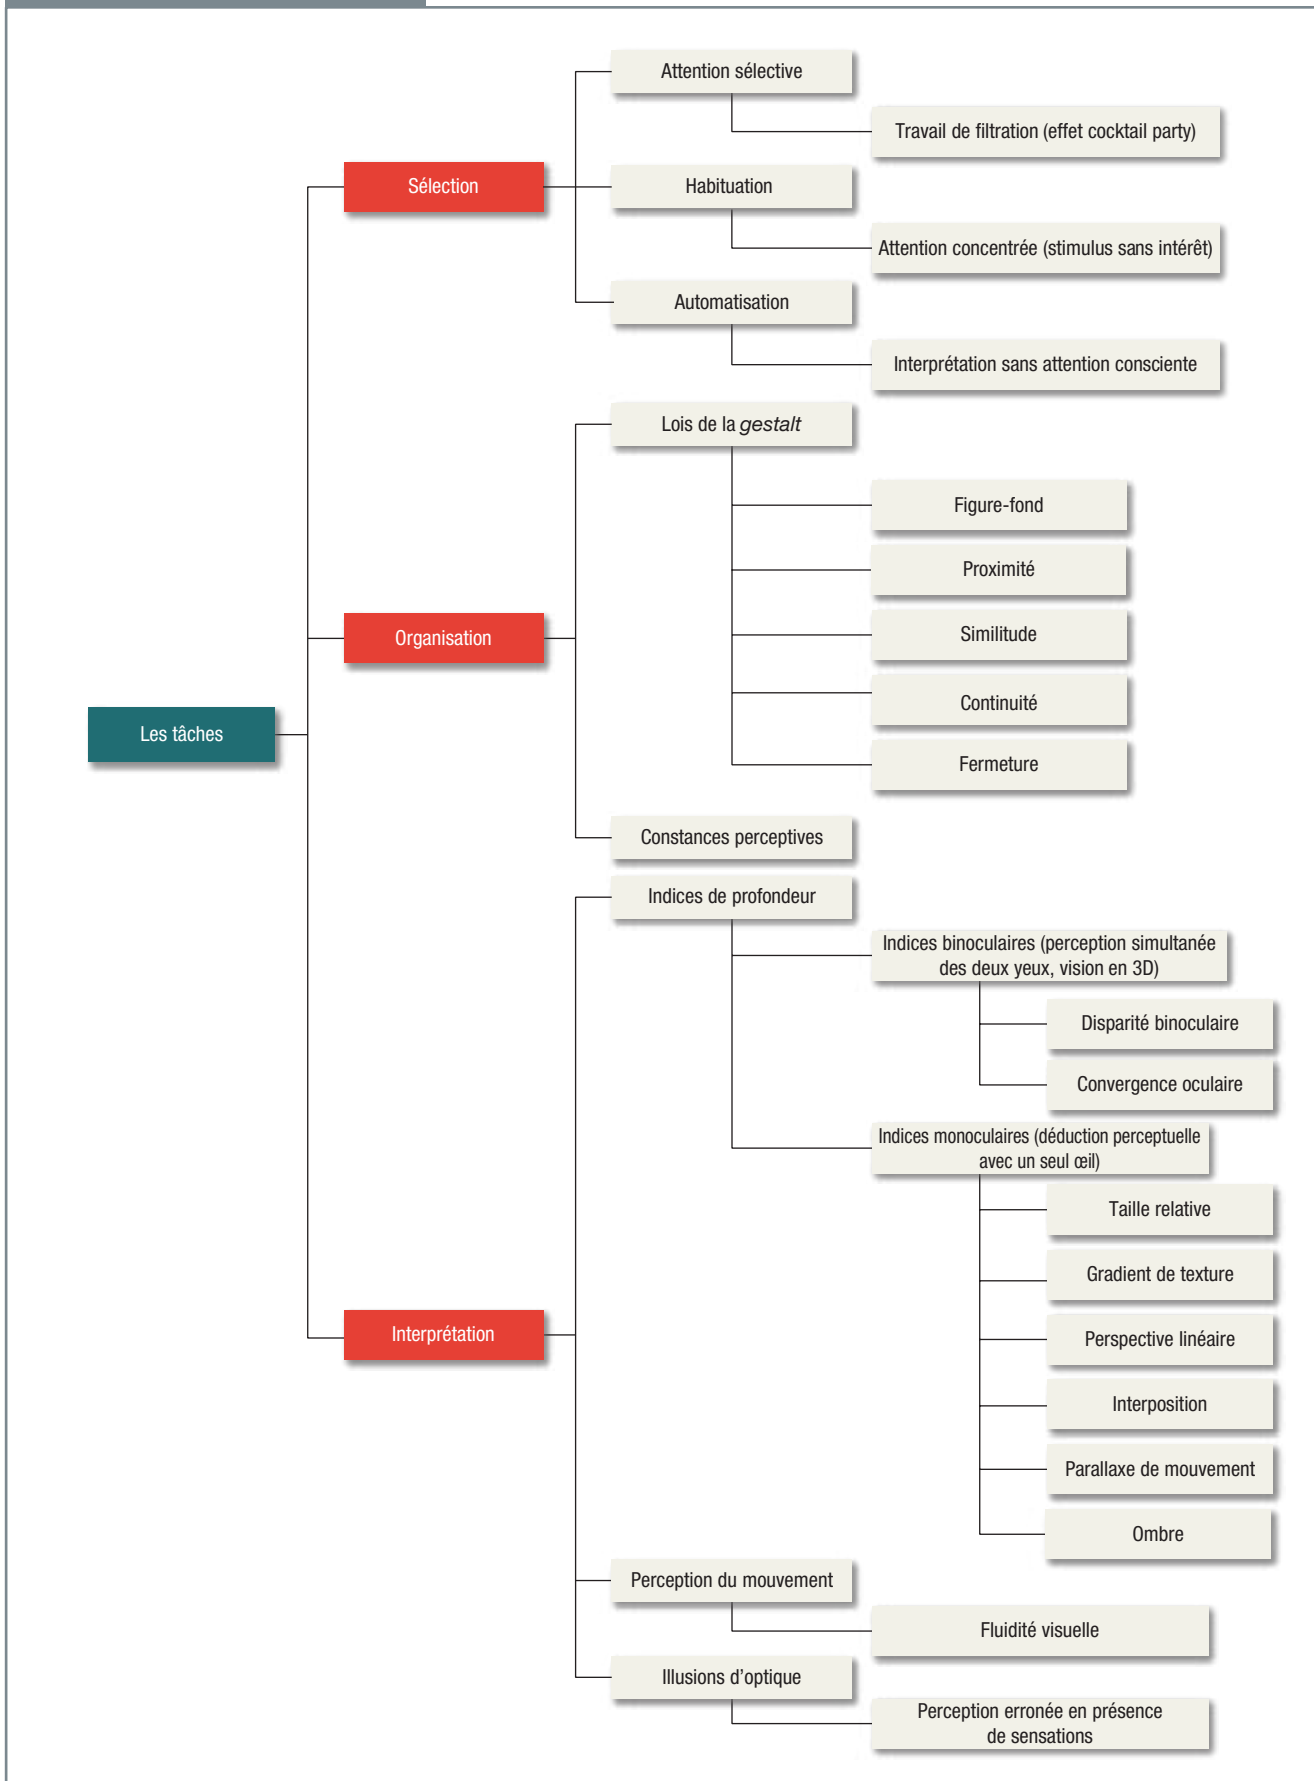 Attention sélective
Travail de filtration (effet cocktail party)
Sélection
Habituation
Attention concentrée (stimulus sans intérêt)
Automatisation
Interprétation sans attention consciente
Lois de la gestalt
Figure-fond
Proximité
Similitude
Organisation
Continuité
Les tâches
Fermeture
Constances perceptives
Indices de profondeur
Indices binoculaires (perception simultanée
des deux yeux, vision en 3D)
Disparité binoculaire
Convergence oculaire
Indices monoculaires (déduction perceptuelle
avec un seul œil)
Taille relative
Gradient de texture
Interprétation
Perspective linéaire
Interposition
Parallaxe de mouvement
Ombre
Perception du mouvement
Fluidité visuelle
Illusions d’optique
Perception erronée en présence
de sensations